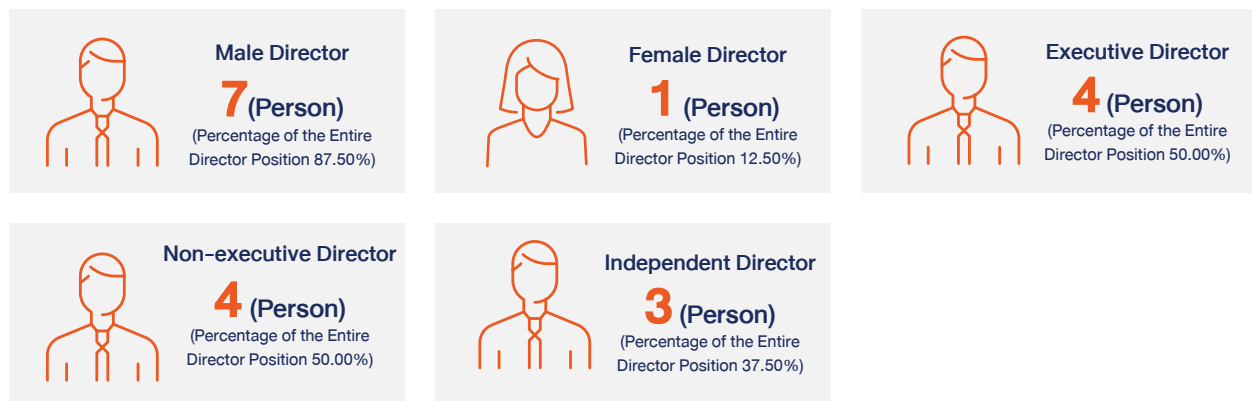 Male Director
7(Person)
(Percentage of the Entire
Director Position 87.50%)
Female Director
1 (Person)
(Percentage of the Entire
Director Position 12.50%)
Executive Director
4 (Person)
(Percentage of the Entire
Director Position 50.00%)
Non-executive Director
4 (Person)
(Percentage of the Entire
Director Position 50.00%)
Independent Director
3 (Person)
(Percentage of the Entire
Director Position 37.50%)